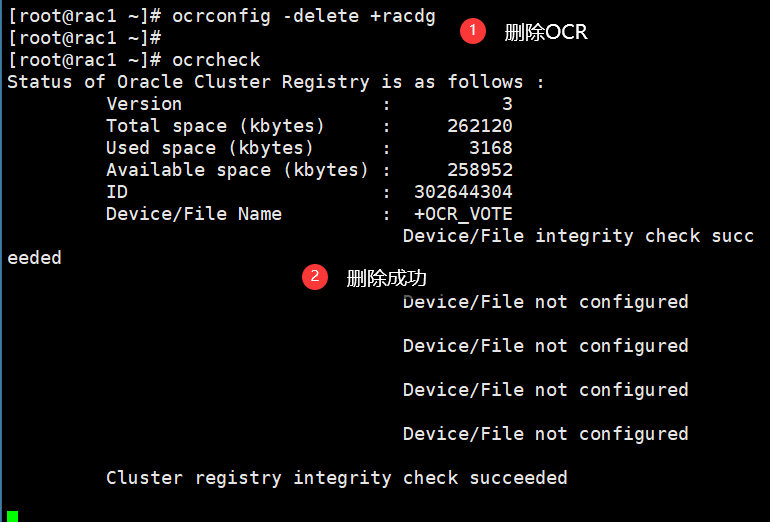 [root@rac1 ~]# ocrconfig -delete +racdg
1 删除OCR
[root@rac1 ~]#
[root@rac1 ~]# ocrcheck
Status of Oracle Cluster Registry is as follows :
Version : 3
Total space (kbytes) : 262120
Used space (kbytes) : 3168
Available space (kbytes) : 258952
ID : 302644304
Device/File Name : +OCR_VOTE
Device/File integrity check succ
eeded
2 删除成功
Device/File not configured
Device/File not configured
Device/File not configured
Device/File not configured
Cluster registry integrity check succeeded